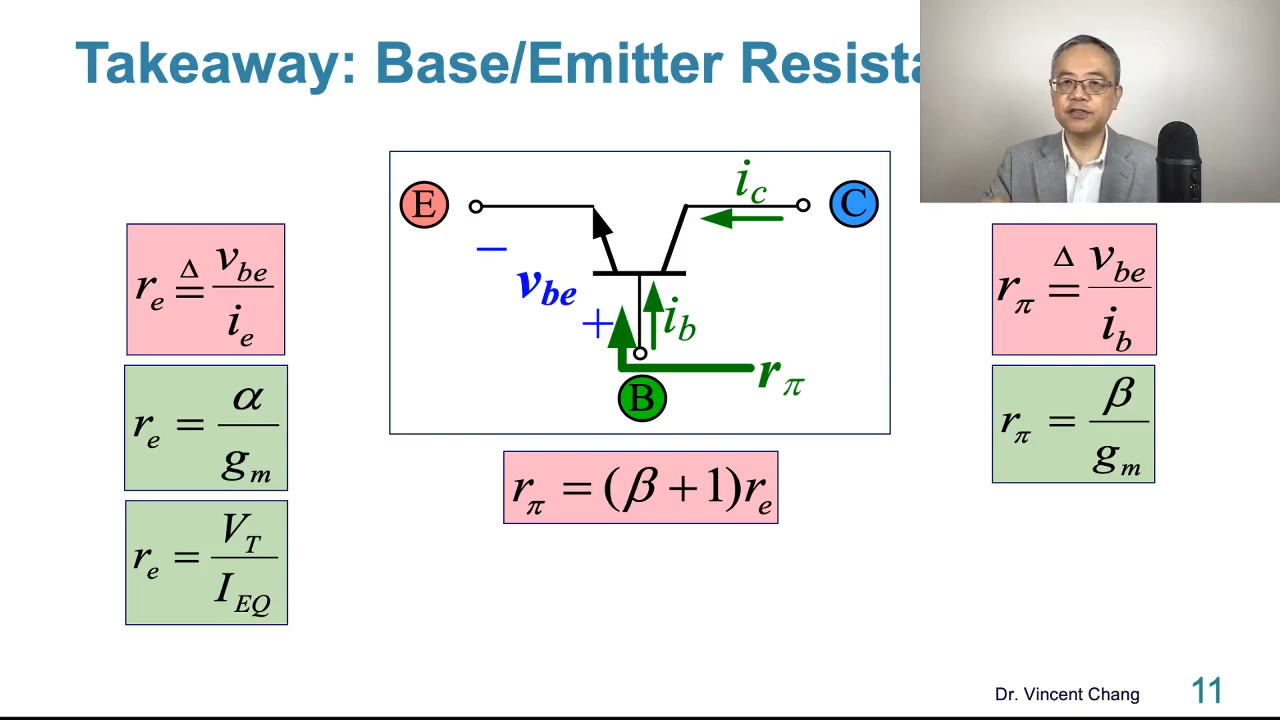 Takeaway: Base/Emitter Resista
E
C
i_c
−
v_be
+
i_b
r_π
B
r_e ≜ v_be / i_e
r_e = α / g_m
r_e = V_T / I_EQ
r_π = (β + 1)r_e
r_π ≜ v_be / i_b
r_π = β / g_m
Dr. Vincent Chang
11